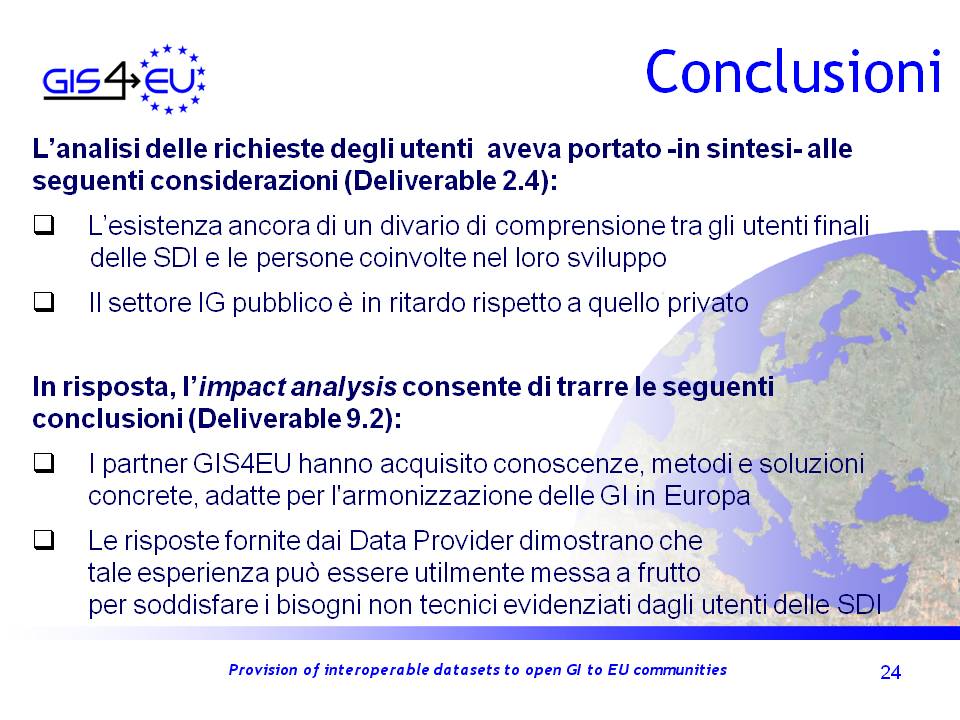 GIS4EU
Conclusioni
L’analisi delle richieste degli utenti  aveva portato -in sintesi- alle
seguenti considerazioni (Deliverable 2.4):
❑ L’esistenza ancora di un divario di comprensione tra gli utenti finali
delle SDI e le persone coinvolte nel loro sviluppo
❑ Il settore IG pubblico è in ritardo rispetto a quello privato
In risposta, l’impact analysis consente di trarre le seguenti
conclusioni (Deliverable 9.2):
❑ I partner GIS4EU hanno acquisito conoscenze, metodi e soluzioni
concrete, adatte per l'armonizzazione delle GI in Europa
❑ Le risposte fornite dai Data Provider dimostrano che
tale esperienza può essere utilmente messa a frutto
per soddisfare i bisogni non tecnici evidenziati dagli utenti delle SDI
Provision of interoperable datasets to open GI to EU communities
24